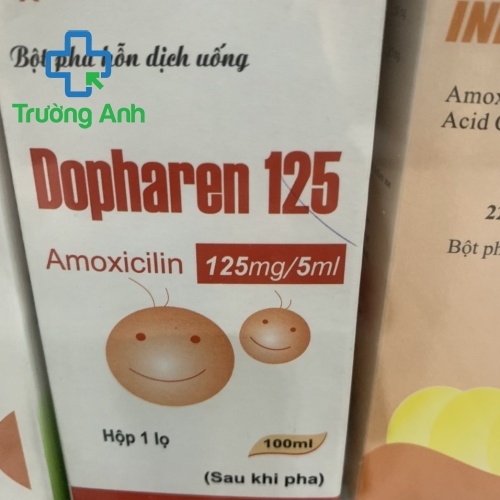 Bột pha hỗn dịch uống
Trường Anh
Dopharen 125
Amoxicilin 125mg/5ml
Hộp 1 lọ
100ml
(Sau khi pha)
Amox
Acid
Bột ph